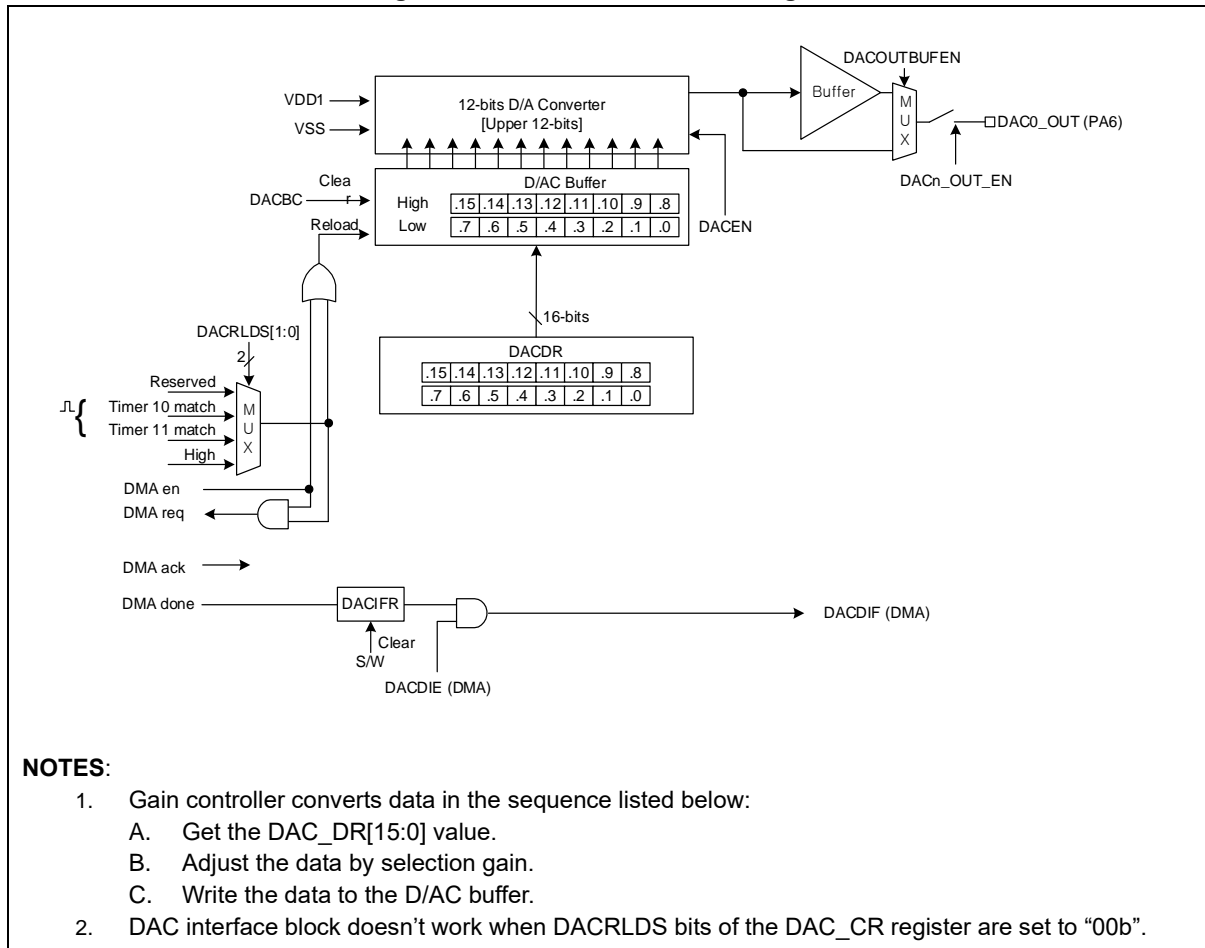 DACOUTBUFEN
VDD1
VSS
12-bits D/A Converter
[Upper 12-bits]
Buffer
M
U
X
DAC0_OUT (PA6)
DACn_OUT_EN
DACEN
DACBC
Clea
r
Reload
D/AC Buffer
High .15 .14 .13 .12 .11 .10 .9 .8
Low .7 .6 .5 .4 .3 .2 .1 .0
16-bits
DACDR
.15 .14 .13 .12 .11 .10 .9 .8
.7 .6 .5 .4 .3 .2 .1 .0
DACRLDS[1:0]
2
Reserved
Timer 10 match
Timer 11 match
High
M
U
X
DMA en
DMA req
DMA ack
DMA done
DACIFR
Clear
S/W
DACDIE (DMA)
DACDIF (DMA)
NOTES:
1. Gain controller converts data in the sequence listed below:
A. Get the DAC_DR[15:0] value.
B. Adjust the data by selection gain.
C. Write the data to the D/AC buffer.
2. DAC interface block doesn’t work when DACRLDS bits of the DAC_CR register are set to “00b”.